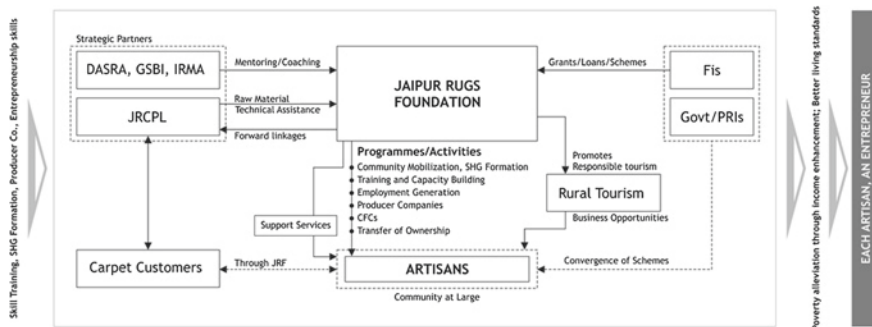 Skill Training, SHG Formation, Producer Co., Entrepreneurship skills
Strategic Partners
DASRA, GSBI, IRMA
Mentoring/Coaching
JAIPUR RUGS
FOUNDATION
Grants/Loans/Schemes
Fis
JRCPL
Raw Material
Technical Assistance
Forward linkages
Govt/PRIs
Programmes/Activities
Community Mobilization, SHG Formation
Training and Capacity Building
Employment Generation
Producer Companies
CFCs
Transfer of Ownership
Promotes
Responsible tourism
Rural Tourism
Business Opportunities
Support Services
Carpet Customers
Through JRF
ARTISANS
Convergence of Schemes
Community at Large
Poverty alleviation through income enhancement; Better living standards
EACH ARTISAN, AN ENTREPRENEUR